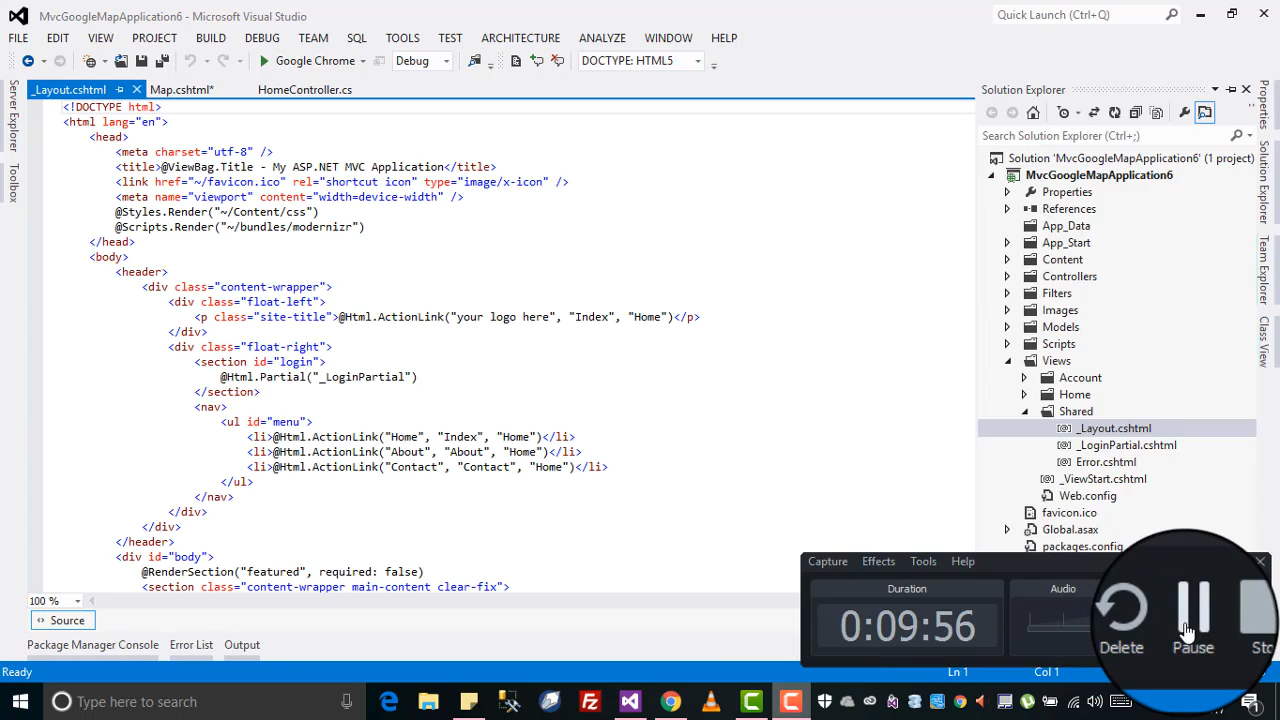 MvcGoogleMapApplication6 - Microsoft Visual Studio
Quick Launch (Ctrl+Q)
FILE EDIT VIEW PROJECT BUILD DEBUG TEAM SQL TOOLS TEST ARCHITECTURE ANALYZE WINDOW HELP
Google Chrome Debug DOCTYPE: HTML5
_Layout.cshtml Map.cshtml* HomeController.cs
<!DOCTYPE html>
<html lang="en">
<head>
<meta charset="utf-8" />
<title>@ViewBag.Title - My ASP.NET MVC Application</title>
<link href="~/favicon.ico" rel="shortcut icon" type="image/x-icon" />
<meta name="viewport" content="width=device-width" />
@Styles.Render("~/Content/css")
@Scripts.Render("~/bundles/modernizr")
</head>
<body>
<header>
<div class="content-wrapper">
<div class="float-left">
<p class="site-title">@Html.ActionLink("your logo here", "Index", "Home")</p>
</div>
<div class="float-right">
<section id="login">
@Html.Partial("_LoginPartial")
</section>
<nav>
<ul id="menu">
<li>@Html.ActionLink("Home", "Index", "Home")</li>
<li>@Html.ActionLink("About", "About", "Home")</li>
<li>@Html.ActionLink("Contact", "Contact", "Home")</li>
</ul>
</nav>
</div>
</div>
</header>
<div id="body">
@RenderSection("featured", required: false)
<section class="content-wrapper main-content clear-fix">
100 %
Source
Package Manager Console Error List Output
Ready
Ln 1 Col 1
Server Explorer
Toolbox
Solution Explorer
Search Solution Explorer (Ctrl+;)
Solution 'MvcGoogleMapApplication6' (1 project)
MvcGoogleMapApplication6
Properties
References
App_Data
App_Start
Content
Controllers
Filters
Images
Models
Scripts
Views
Account
Home
Shared
_Layout.cshtml
_LoginPartial.cshtml
Error.cshtml
_ViewStart.cshtml
Web.config
favicon.ico
Global.asax
packages.config
Properties
Solution Explorer
Team Explorer
Capture Effects Tools Help
Duration
0:09:56
Audio
Delete Pause Sto
Type here to search